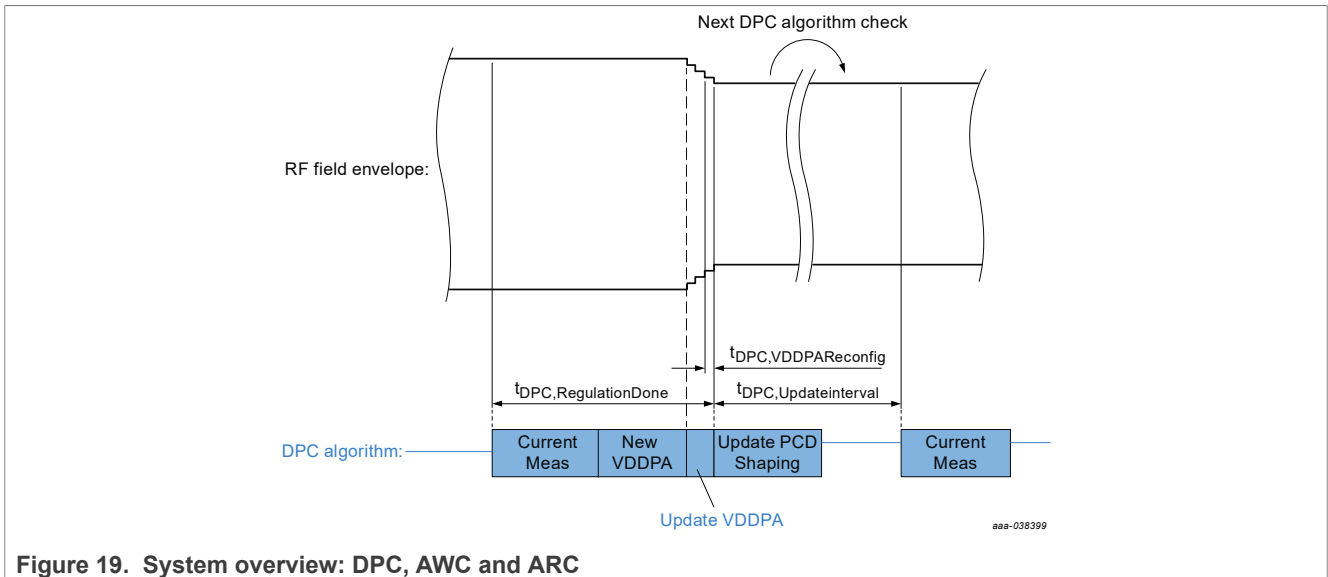 Next DPC algorithm check
RF field envelope:
tDPC,VDDPAReconfig
tDPC,RegulationDone
tDPC,Updateinterval
DPC algorithm:
Current
Meas
New
VDDPA
Update PCD
Shaping
Current
Meas
Update VDDPA
aaa-038399
Figure 19. System overview: DPC, AWC and ARC